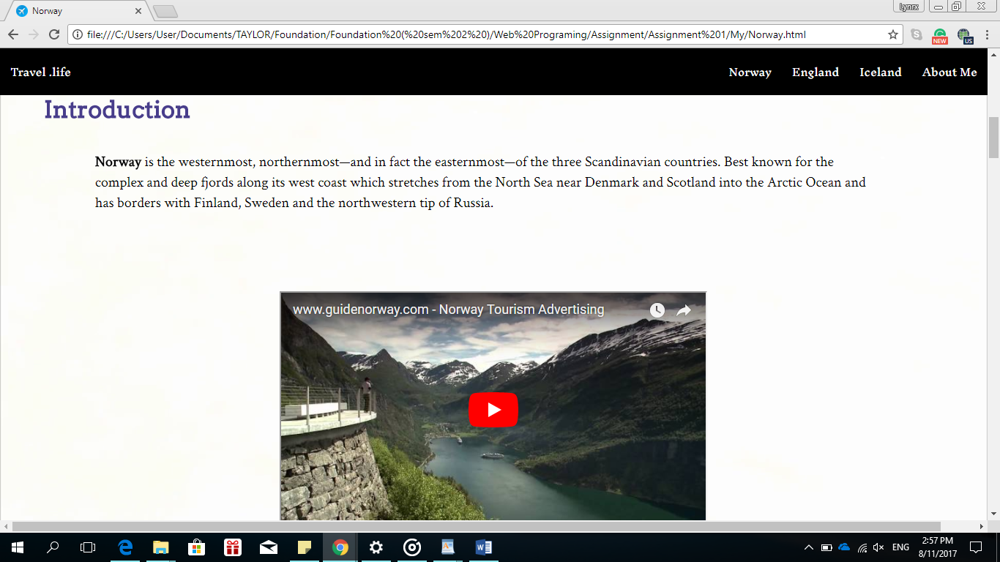 Norway
Lynrx
file:///C:/Users/User/Documents/TAYLOR/Foundation/Foundation%20(%20sem%202%20)/Web%20Programing/Assignment/Assignment%201/My/Norway.html
NEW
US
Travel .life
Norway England Iceland About Me
Introduction
Norway is the westernmost, northernmost—and in fact the easternmost—of the three Scandinavian countries. Best known for the
complex and deep fjords along its west coast which stretches from the North Sea near Denmark and Scotland into the Arctic Ocean and
has borders with Finland, Sweden and the northwestern tip of Russia.
www.guidenorway.com - Norway Tourism Advertising
ENG
2:57 PM
8/11/2017